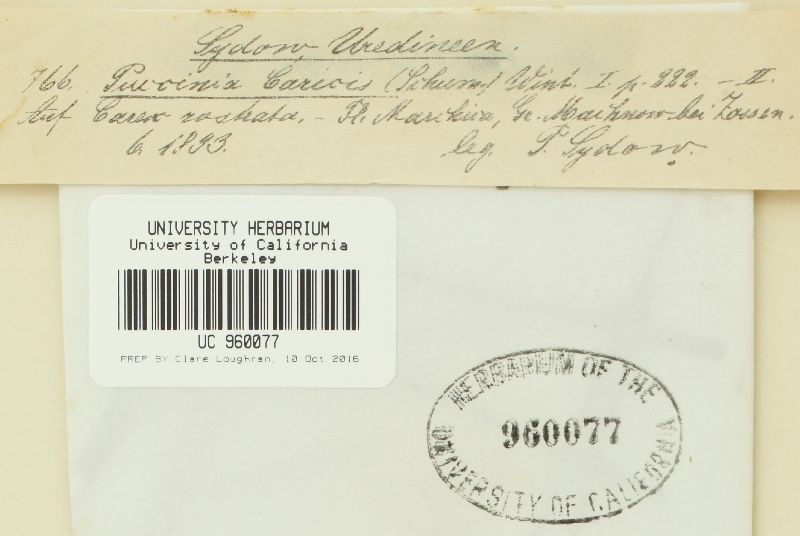 Sydow, Uredineen.
766. Puccinia Caricis (Schum.) Wint. I. p. 222. - II.
Auf Carex rostrata. - Fl. Marchica, Gr. Machnow bei Zossen.
6. 1893. leg. P. Sydow.
UNIVERSITY HERBARIUM
University of California
Berkeley
UC 960077
PREP BY Clare Loughran, 10 Oct 2016
HERBARIUM OF THE
960077
UNIVERSITY OF CALIFORNIA